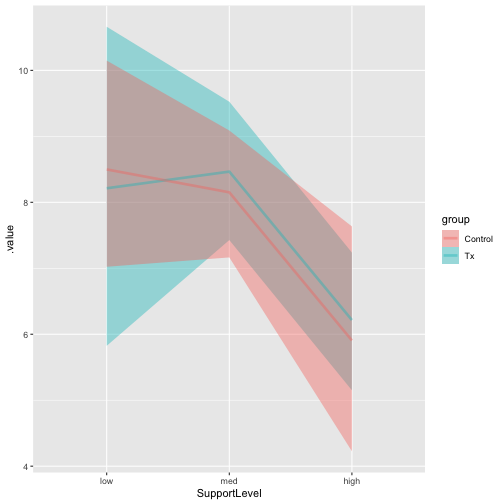 10
8
6
4
.value
low med high
SupportLevel
group
Control
Tx